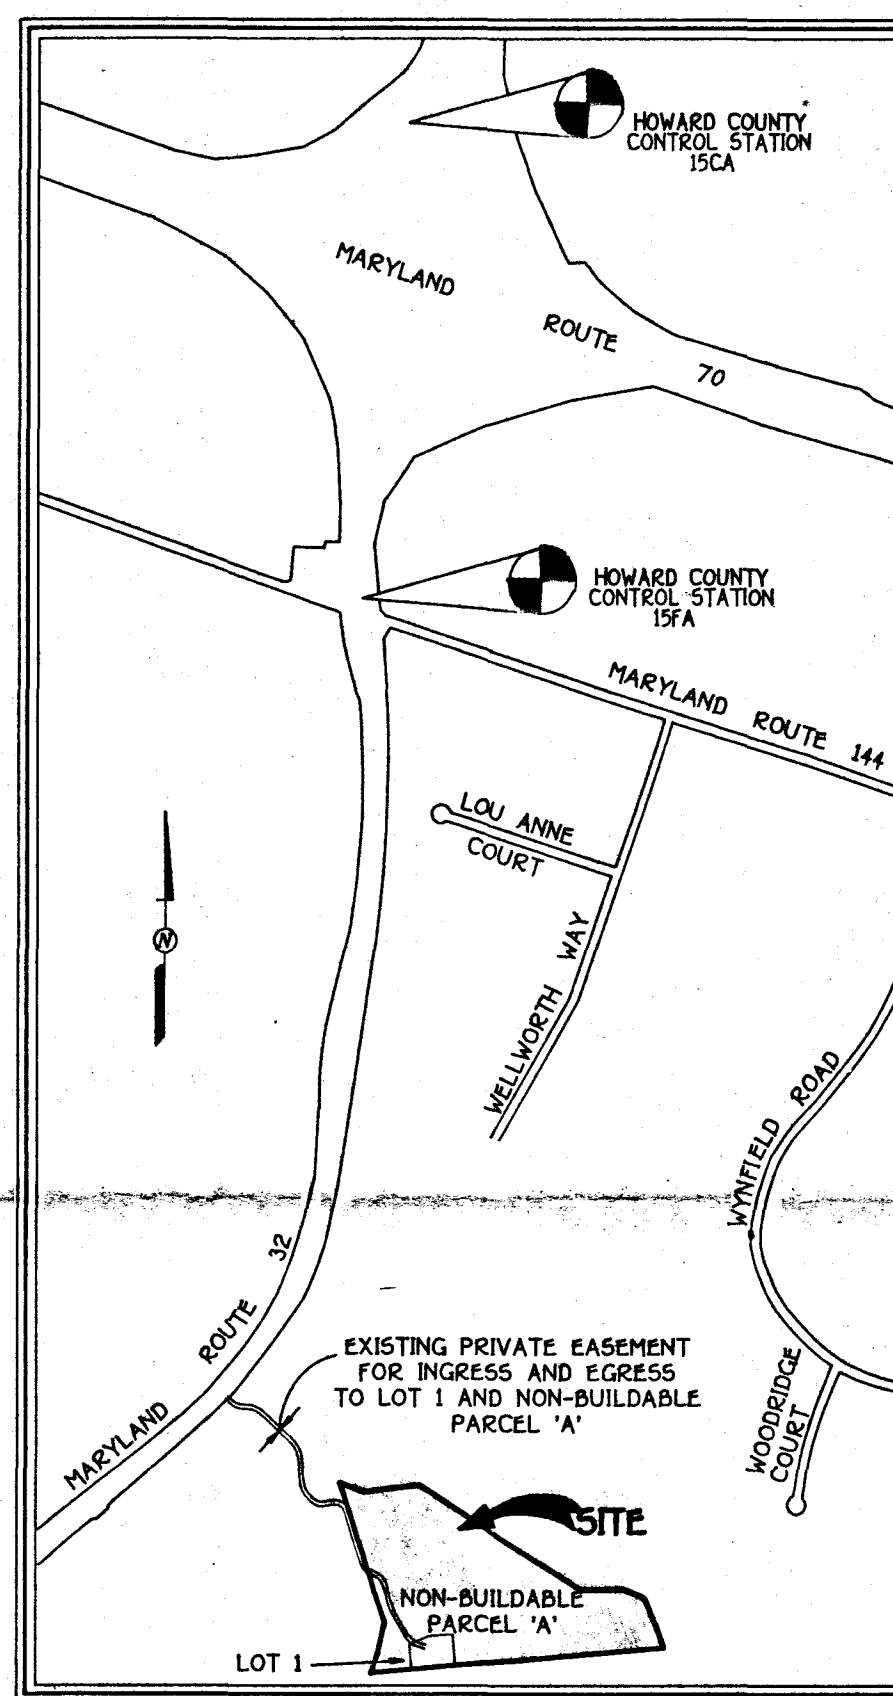 HOWARD COUNTY
CONTROL STATION
15CA
MARYLAND ROUTE 70
HOWARD COUNTY
CONTROL STATION
15FA
MARYLAND ROUTE 144
LOU ANNE
COURT
WELLWORTH WAY
N
WYNFIELD ROAD
MARYLAND ROUTE 32
EXISTING PRIVATE EASEMENT
FOR INGRESS AND EGRESS
TO LOT 1 AND NON-BUILDABLE
PARCEL 'A'
WOODRIDGE
COURT
SITE
NON-BUILDABLE
PARCEL 'A'
LOT 1